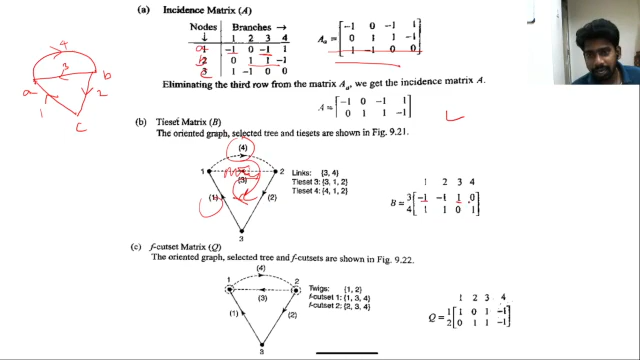 (a) Incidence Matrix (A)
Nodes Branches →
↓ 1 2 3 4
1 -1 0 -1 1
2 0 1 1 -1
3 1 -1 0 0
a
b
c
Aa = [-1 0 -1 1
0 1 1 -1
1 -1 0 0]
4
3
a b
1 2
c
Eliminating the third row from the matrix Aa, we get the incidence matrix A.
A = [-1 0 -1 1
0 1 1 -1]
(b) Tieset Matrix (B)
The oriented graph, selected tree and tiesets are shown in Fig. 9.21.
(4)
1 2
(3)
(1) (2)
3
Links: {3, 4}
Tieset 3: {3, 1, 2}
Tieset 4: {4, 1, 2}
1 2 3 4
B = 3 [-1 -1 1 0
4 1 1 0 1]
(c) f-cutset Matrix (Q)
The oriented graph, selected tree and f-cutsets are shown in Fig. 9.22.
(4)
1 2
(3)
(1) (2)
3
Twigs: {1, 2}
f-cutset 1: {1, 3, 4}
f-cutset 2: {2, 3, 4}
1 2 3 4
Q = 1 [1 0 1 -1
2 0 1 1 -1]